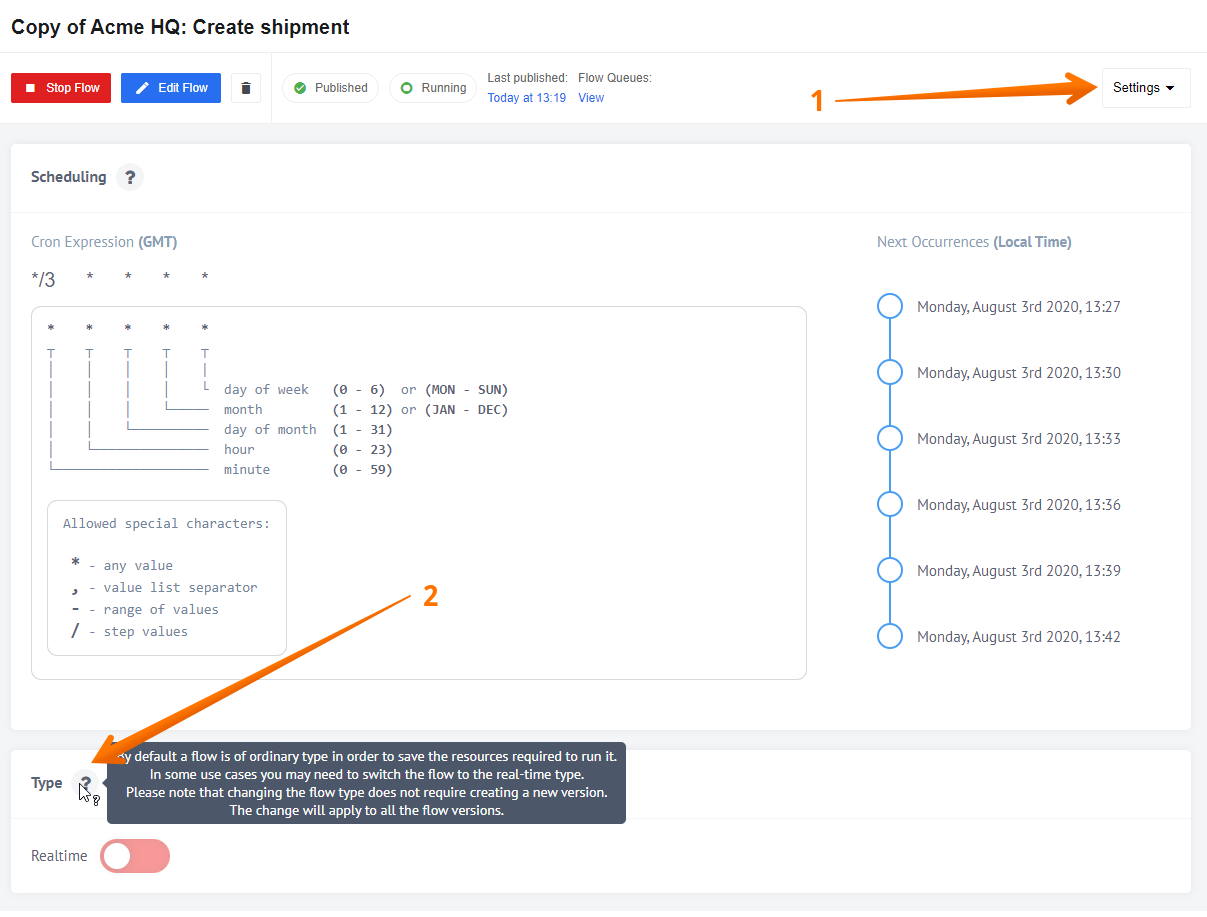 Copy of Acme HQ: Create shipment
Stop Flow
Edit Flow
Published
Running
Last published:
Today at 13:19
Flow Queues:
View
1
Settings
Scheduling ?
Cron Expression (GMT)
*/3 * * * *
* * * * *
day of week (0 - 6) or (MON - SUN)
month (1 - 12) or (JAN - DEC)
day of month (1 - 31)
hour (0 - 23)
minute (0 - 59)
Allowed special characters:
* - any value
, - value list separator
- - range of values
/ - step values
Next Occurrences (Local Time)
Monday, August 3rd 2020, 13:27
Monday, August 3rd 2020, 13:30
Monday, August 3rd 2020, 13:33
Monday, August 3rd 2020, 13:36
Monday, August 3rd 2020, 13:39
Monday, August 3rd 2020, 13:42
2
Type ?
By default a flow is of ordinary type in order to save the resources required to run it.
In some use cases you may need to switch the flow to the real-time type.
Please note that changing the flow type does not require creating a new version.
The change will apply to all the flow versions.
Realtime